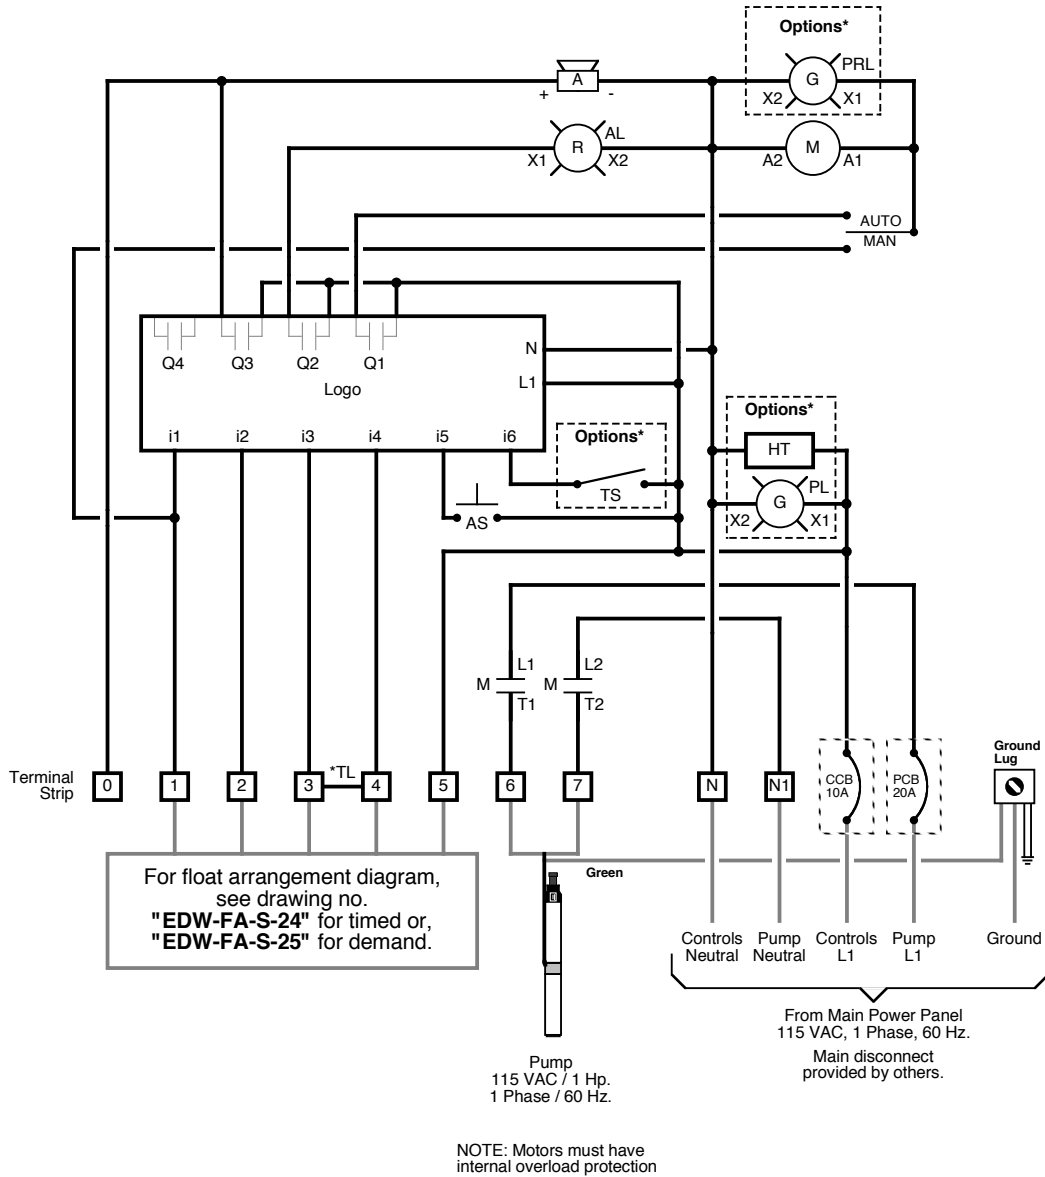 Options*
A
+ -
G
PRL
X2 X1
R
AL
X1 X2
M
A2 A1
AUTO
MAN
Q4 Q3 Q2 Q1
Logo
N
L1
i1 i2 i3 i4 i5 i6
Options*
TS
AS
Options*
HT
G
PL
X2 X1
L1
M
T1
L2
M
T2
Terminal
Strip
0 1 2 3 *TL 4 5 6 7 N N1
CCB
10A
PCB
20A
Ground
Lug
For float arrangement diagram,
see drawing no.
"EDW-FA-S-24" for timed or,
"EDW-FA-S-25" for demand.
Green
Controls
Neutral
Pump
Neutral
Controls
L1
Pump
L1
Ground
From Main Power Panel
115 VAC, 1 Phase, 60 Hz.
Main disconnect
provided by others.
Pump
115 VAC / 1 Hp.
1 Phase / 60 Hz.
NOTE: Motors must have
internal overload protection